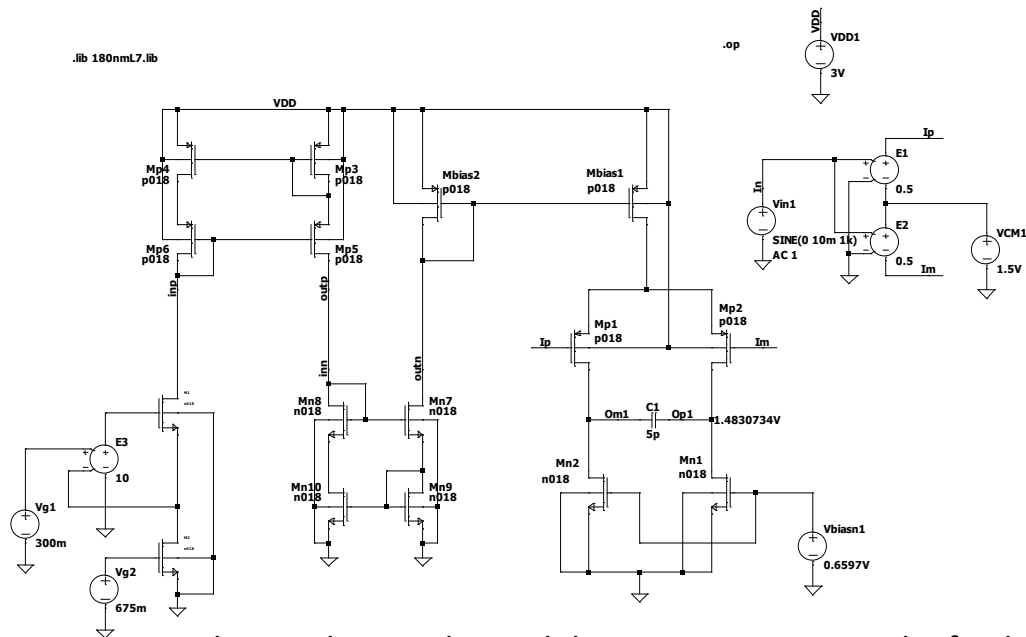 .lib 180nmL7.lib
.op
VDD
VDD1
3V
VDD
Mp4
p018
Mp3
p018
Mbias2
p018
Mbias1
p018
Mp6
p018
Mp5
p018
inp
outp
inn
outn
Ip
E1
0.5
In
Vin1
SINE(0 10m 1k)
AC 1
E2
0.5
Im
VCM1
1.5V
Ip
Mp1
p018
Mp2
p018
Im
Om1
C1
5p
Op1
1.4830734V
M1
n018
E3
10
Vg1
300m
M2
n018
Vg2
675m
Mn8
n018
Mn7
n018
Mn10
n018
Mn9
n018
Mn2
n018
Mn1
n018
Vbiasn1
0.6597V